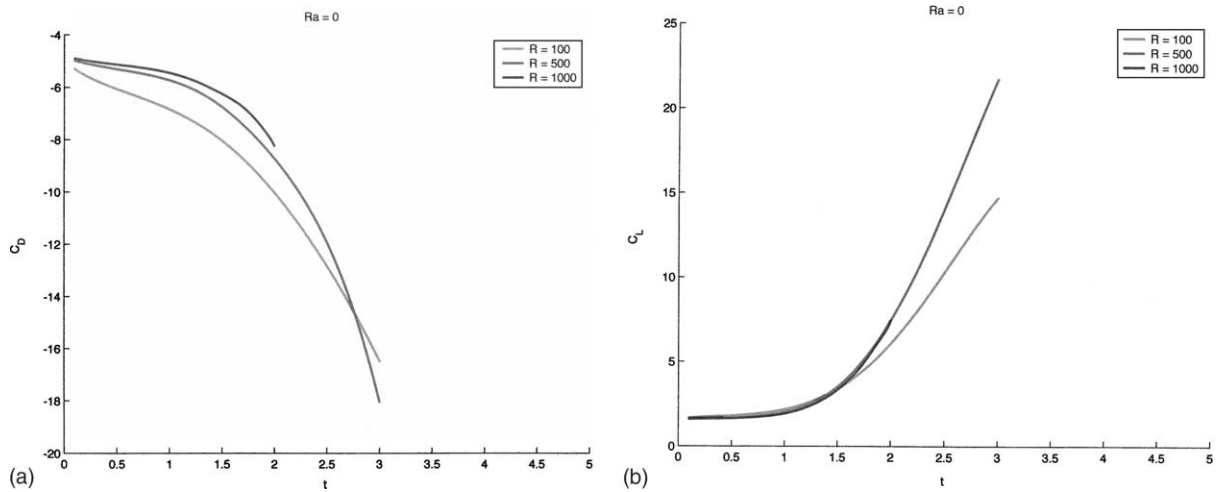 Ra = 0
-4
-6
-8
-10
-12
-14
-16
-18
-20
C_D
R = 100
R = 500
R = 1000
0 0.5 1 1.5 2 2.5 3 3.5 4 4.5 5
t
(a)
Ra = 0
25
20
15
10
5
0
C_L
R = 100
R = 500
R = 1000
0 0.5 1 1.5 2 2.5 3 3.5 4 4.5 5
t
(b)